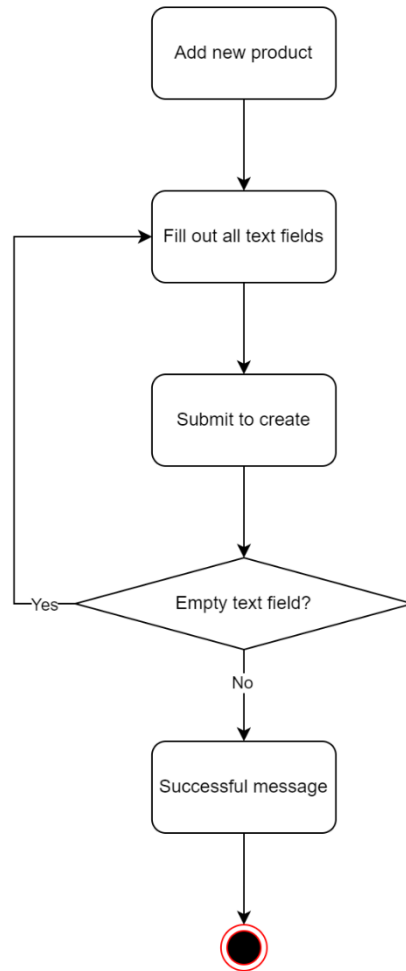 Add new product
Fill out all text fields
Submit to create
Empty text field?
Yes
No
Successful message